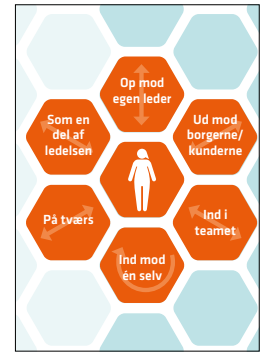 Op mod
egen leder
Som en
del af
ledelsen
Ud mod
borgerne/
kunderne
På tværs
Ind i
teamet
Ind mod
én selv